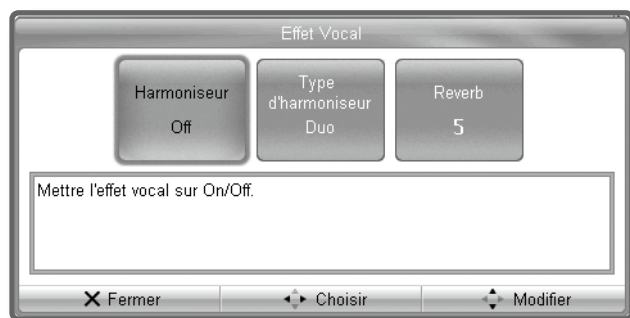 Effet Vocal
Harmoniseur
Off
Type
d'harmoniseur
Duo
Reverb
5
Mettre l'effet vocal sur On/Off.
Fermer
Choisir
Modifier